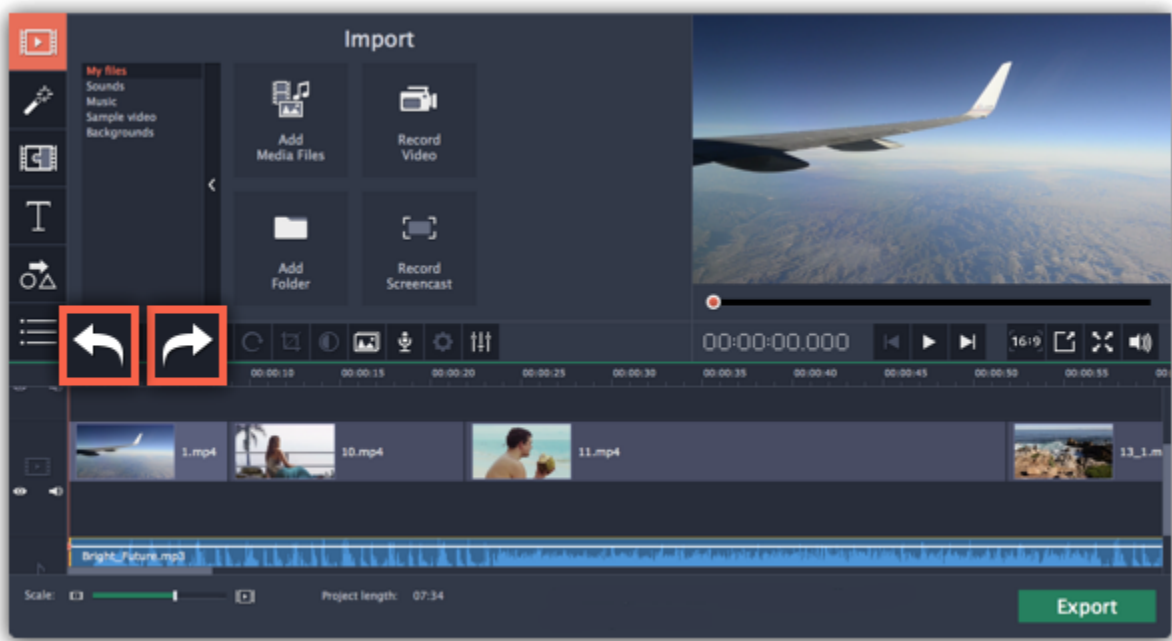 Import
My files
Sounds
Music
Sample video
Backgrounds
Add
Media Files
Record
Video
Add
Folder
Record
Screencast
T
00:00:00.000
16:9
00:00:10
00:00:15
00:00:20
00:00:25
00:00:30
00:00:35
00:00:40
00:00:45
00:00:50
00:00:55
1.mp4
10.mp4
11.mp4
13_1.m
Bright_Future.mp3
Scale:
Project length: 07:34
Export